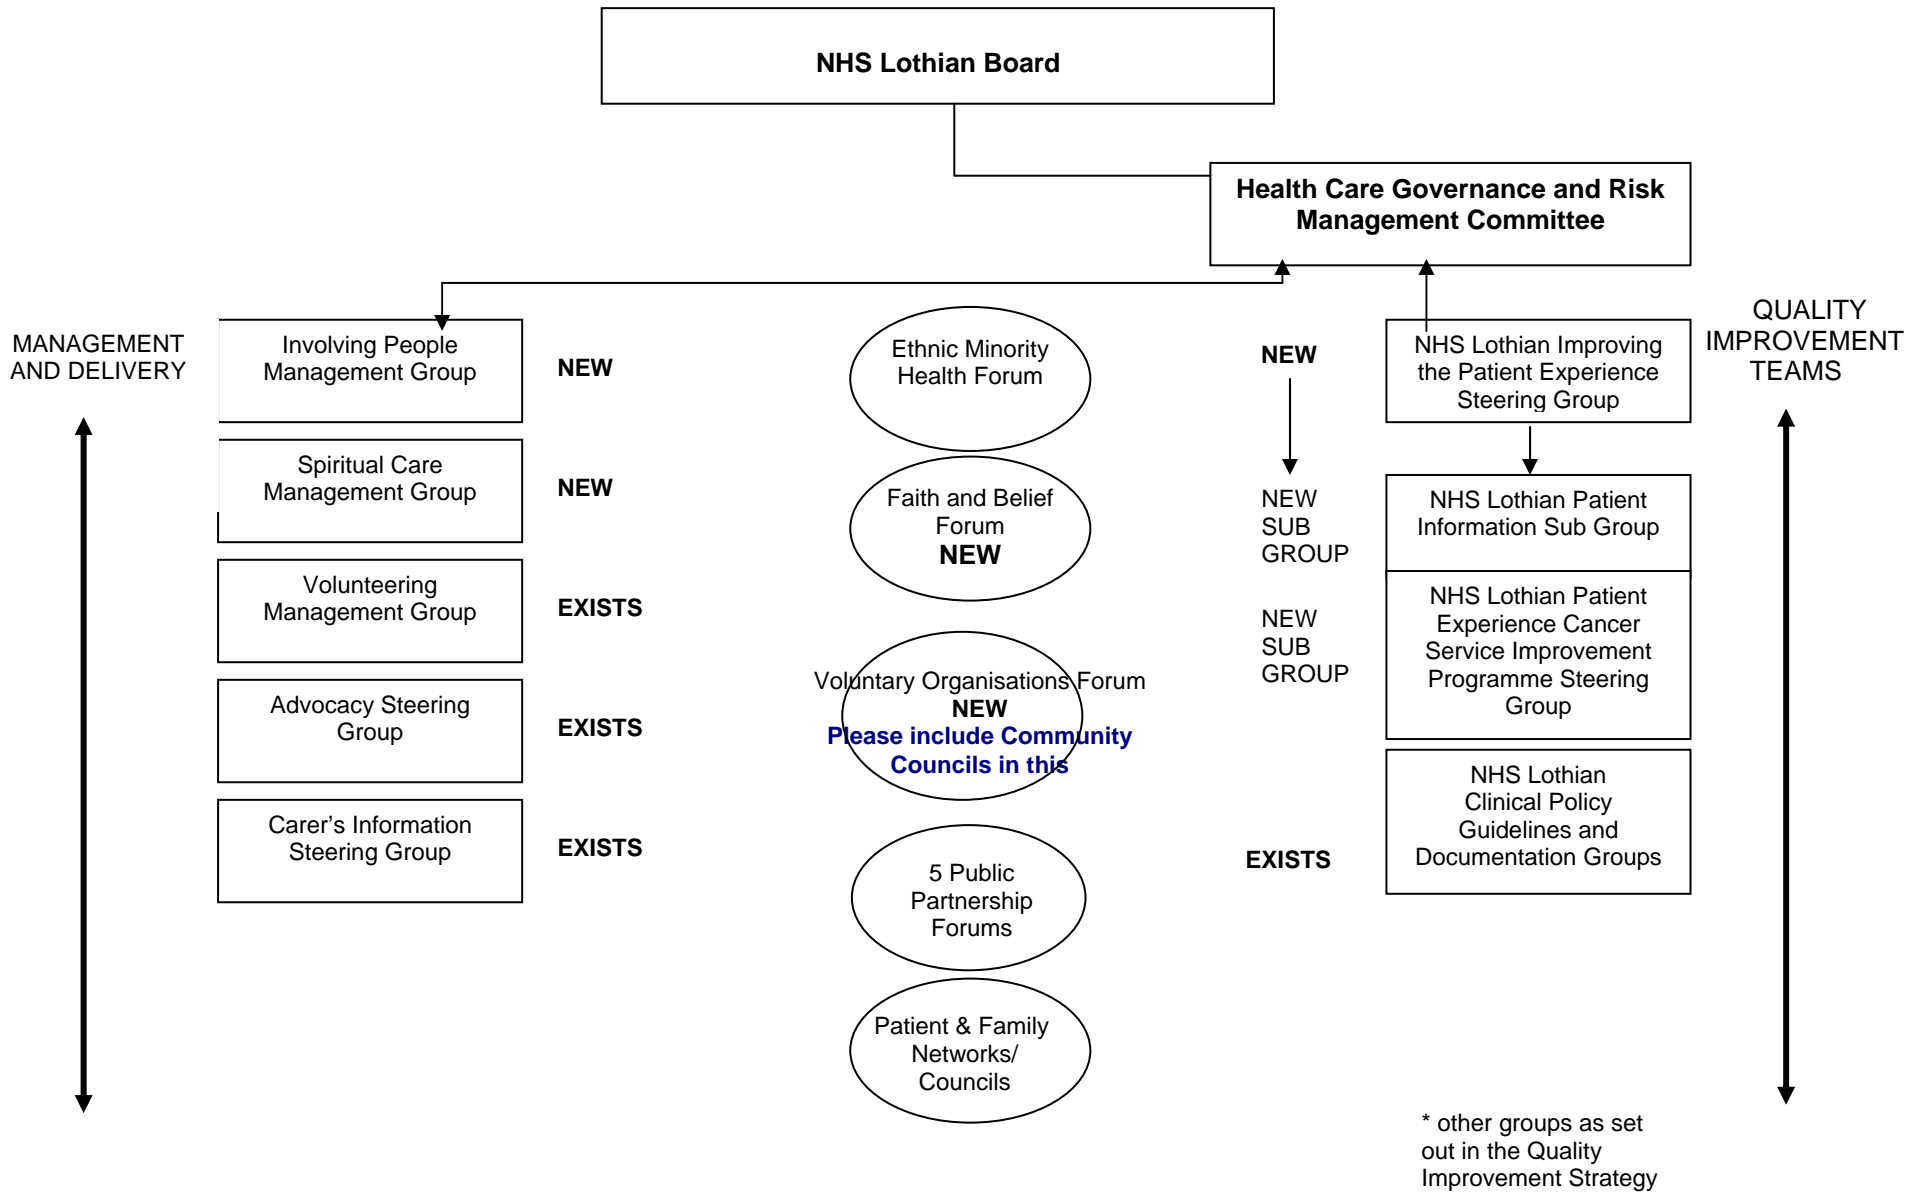 NHS Lothian Board
Health Care Governance and Risk
Management Committee
MANAGEMENT
AND DELIVERY
Involving People
Management Group
NEW
Spiritual Care
Management Group
NEW
Volunteering
Management Group
EXISTS
Advocacy Steering
Group
EXISTS
Carer’s Information
Steering Group
EXISTS
Ethnic Minority
Health Forum
Faith and Belief
Forum
NEW
Voluntary Organisations Forum
NEW
Please include Community
Councils in this
5 Public
Partnership
Forums
Patient & Family
Networks/
Councils
NEW
NEW
SUB
GROUP
NEW
SUB
GROUP
EXISTS
NHS Lothian Improving
the Patient Experience
Steering Group
NHS Lothian Patient
Information Sub Group
NHS Lothian Patient
Experience Cancer
Service Improvement
Programme Steering
Group
NHS Lothian
Clinical Policy
Guidelines and
Documentation Groups
QUALITY
IMPROVEMENT
TEAMS
* other groups as set
out in the Quality
Improvement Strategy